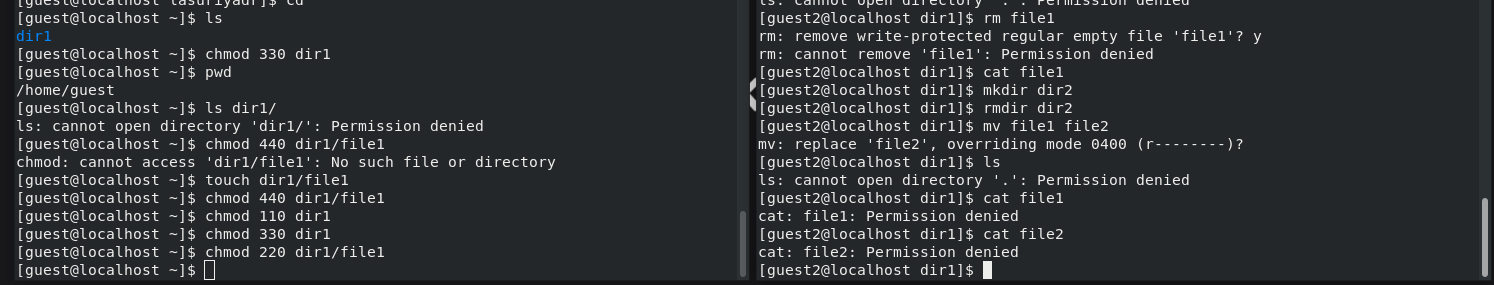 [guest@localhost lasuriyadr]$ cd
[guest@localhost ~]$ ls
dir1
[guest@localhost ~]$ chmod 330 dir1
[guest@localhost ~]$ pwd
/home/guest
[guest@localhost ~]$ ls dir1/
ls: cannot open directory 'dir1/': Permission denied
[guest@localhost ~]$ chmod 440 dir1/file1
chmod: cannot access 'dir1/file1': No such file or directory
[guest@localhost ~]$ touch dir1/file1
[guest@localhost ~]$ chmod 440 dir1/file1
[guest@localhost ~]$ chmod 110 dir1
[guest@localhost ~]$ chmod 330 dir1
[guest@localhost ~]$ chmod 220 dir1/file1
[guest@localhost ~]$
ls: cannot open directory '.': Permission denied
[guest2@localhost dir1]$ rm file1
rm: remove write-protected regular empty file 'file1'? y
rm: cannot remove 'file1': Permission denied
[guest2@localhost dir1]$ cat file1
[guest2@localhost dir1]$ mkdir dir2
[guest2@localhost dir1]$ rmdir dir2
[guest2@localhost dir1]$ mv file1 file2
mv: replace 'file2', overriding mode 0400 (r--------)?
[guest2@localhost dir1]$ ls
ls: cannot open directory '.': Permission denied
[guest2@localhost dir1]$ cat file1
cat: file1: Permission denied
[guest2@localhost dir1]$ cat file2
cat: file2: Permission denied
[guest2@localhost dir1]$